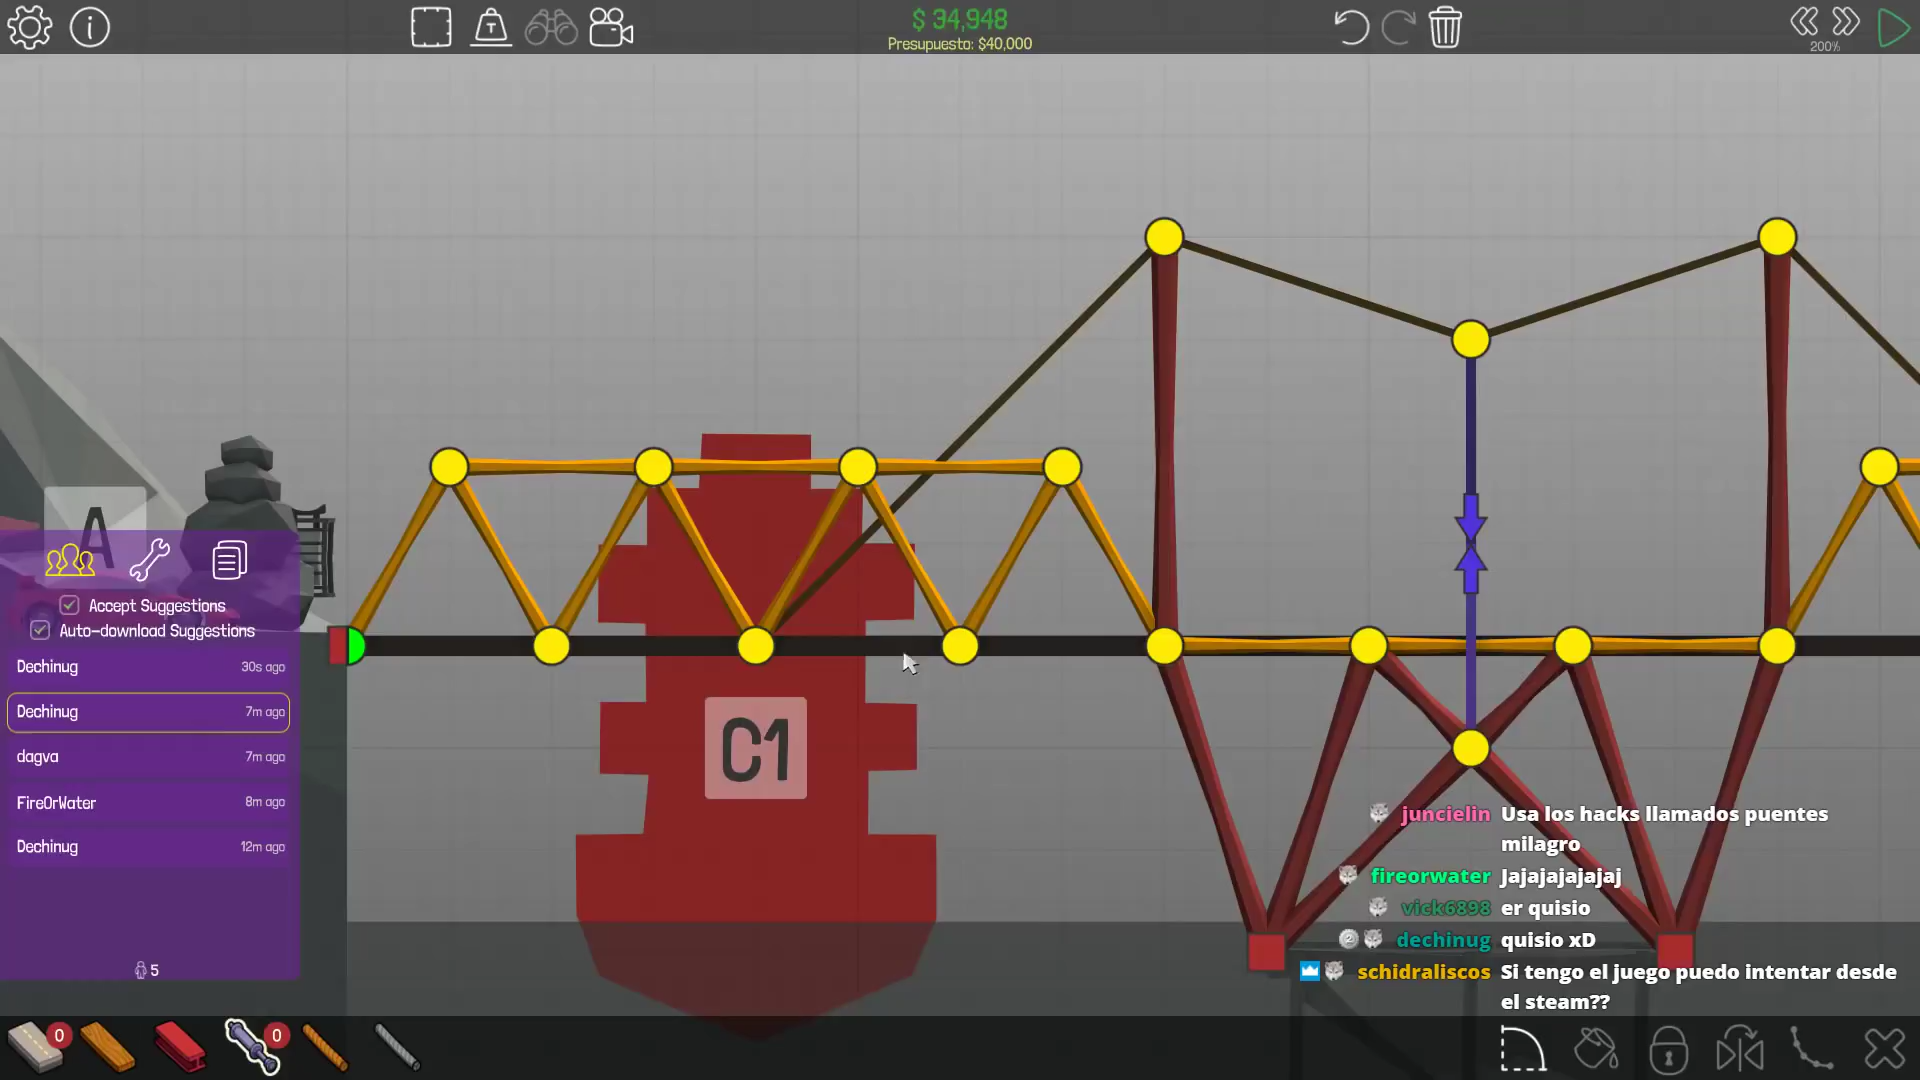 $ 34,948
Presupuesto: $40,000
200%
A
Accept Suggestions
Auto-download Suggestions
Dechinug 30s ago
Dechinug 7m ago
dagva 7m ago
FireOrWater 8m ago
Dechinug 12m ago
5
C1
juncielin Usa los hacks llamados puentes
milagro
fireorwater Jajajajajajaj
vick6898 er quisio
2 dechinug quisio xD
schidraliscos Si tengo el juego puedo intentar desde
el steam??
0
0